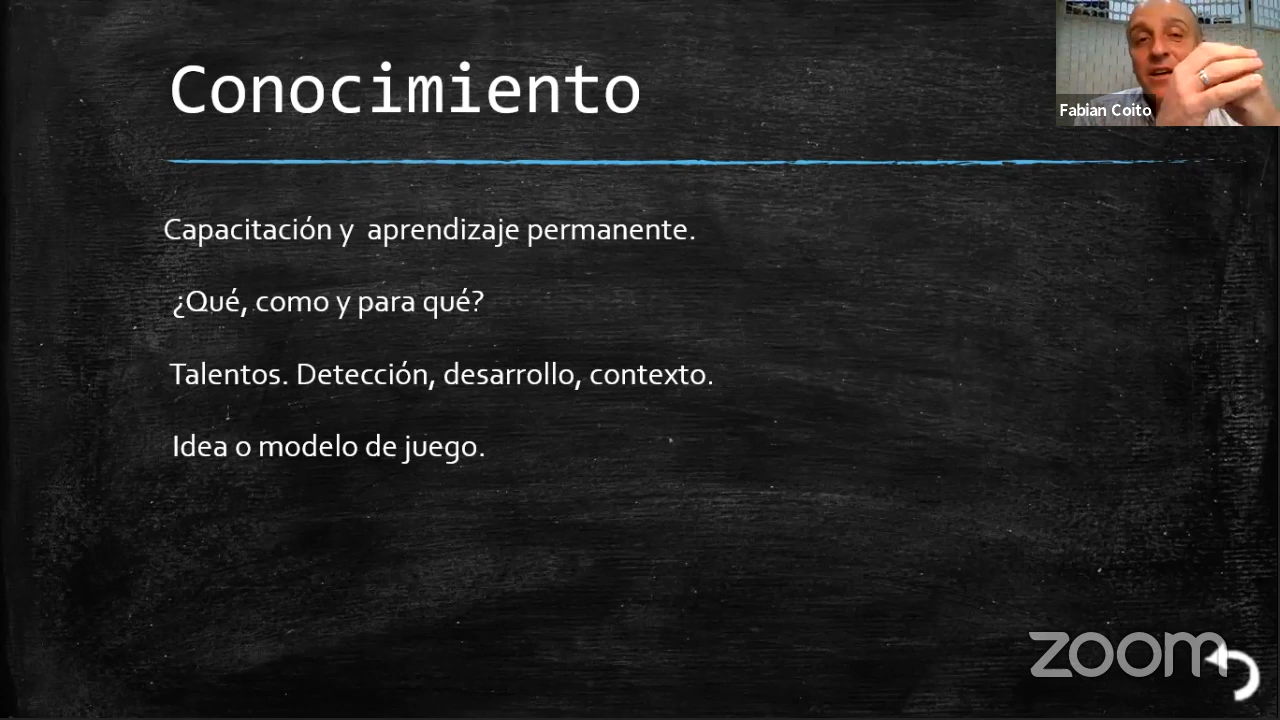 Conocimiento
Fabian Coito
Capacitación y aprendizaje permanente.
¿Qué, como y para qué?
Talentos. Detección, desarrollo, contexto.
Idea o modelo de juego.
zoom